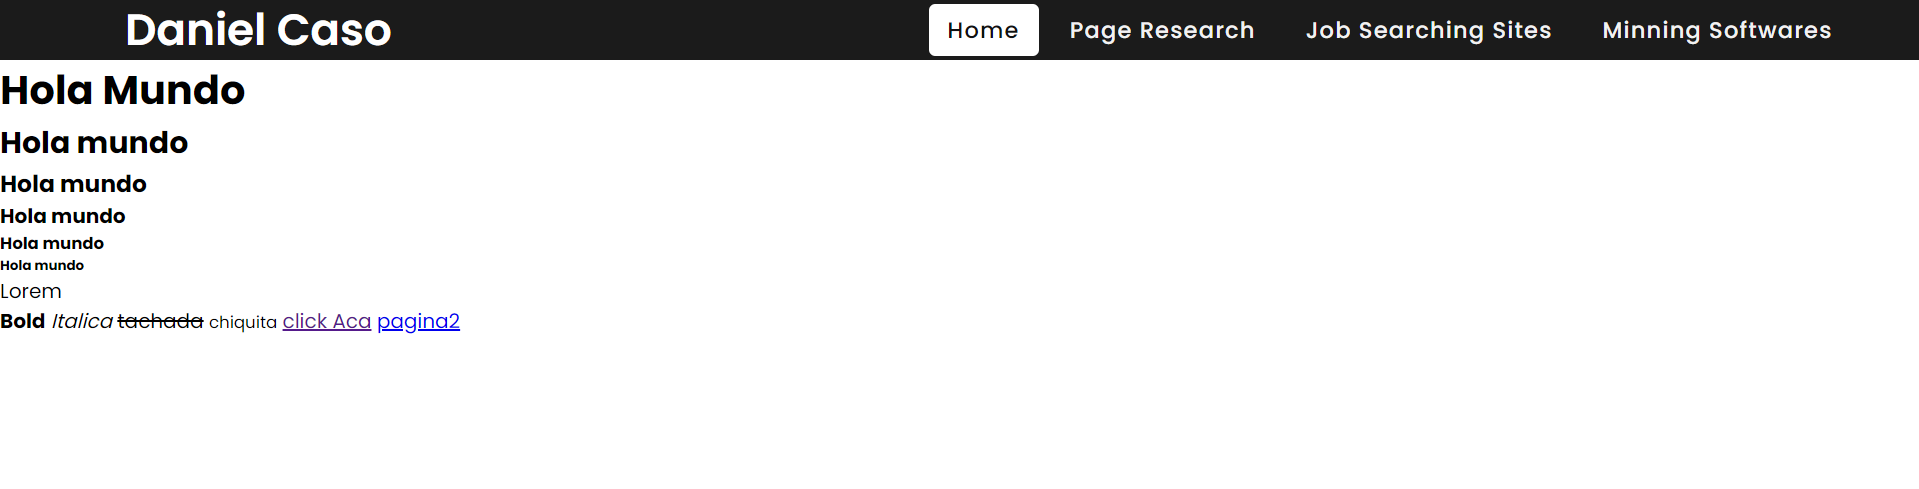 Daniel Caso Home Page Research Job Searching Sites Minning Softwares
Hola Mundo
Hola mundo
Hola mundo
Hola mundo
Hola mundo
Hola mundo
Lorem
Bold Italica tachada chiquita click Aca pagina2